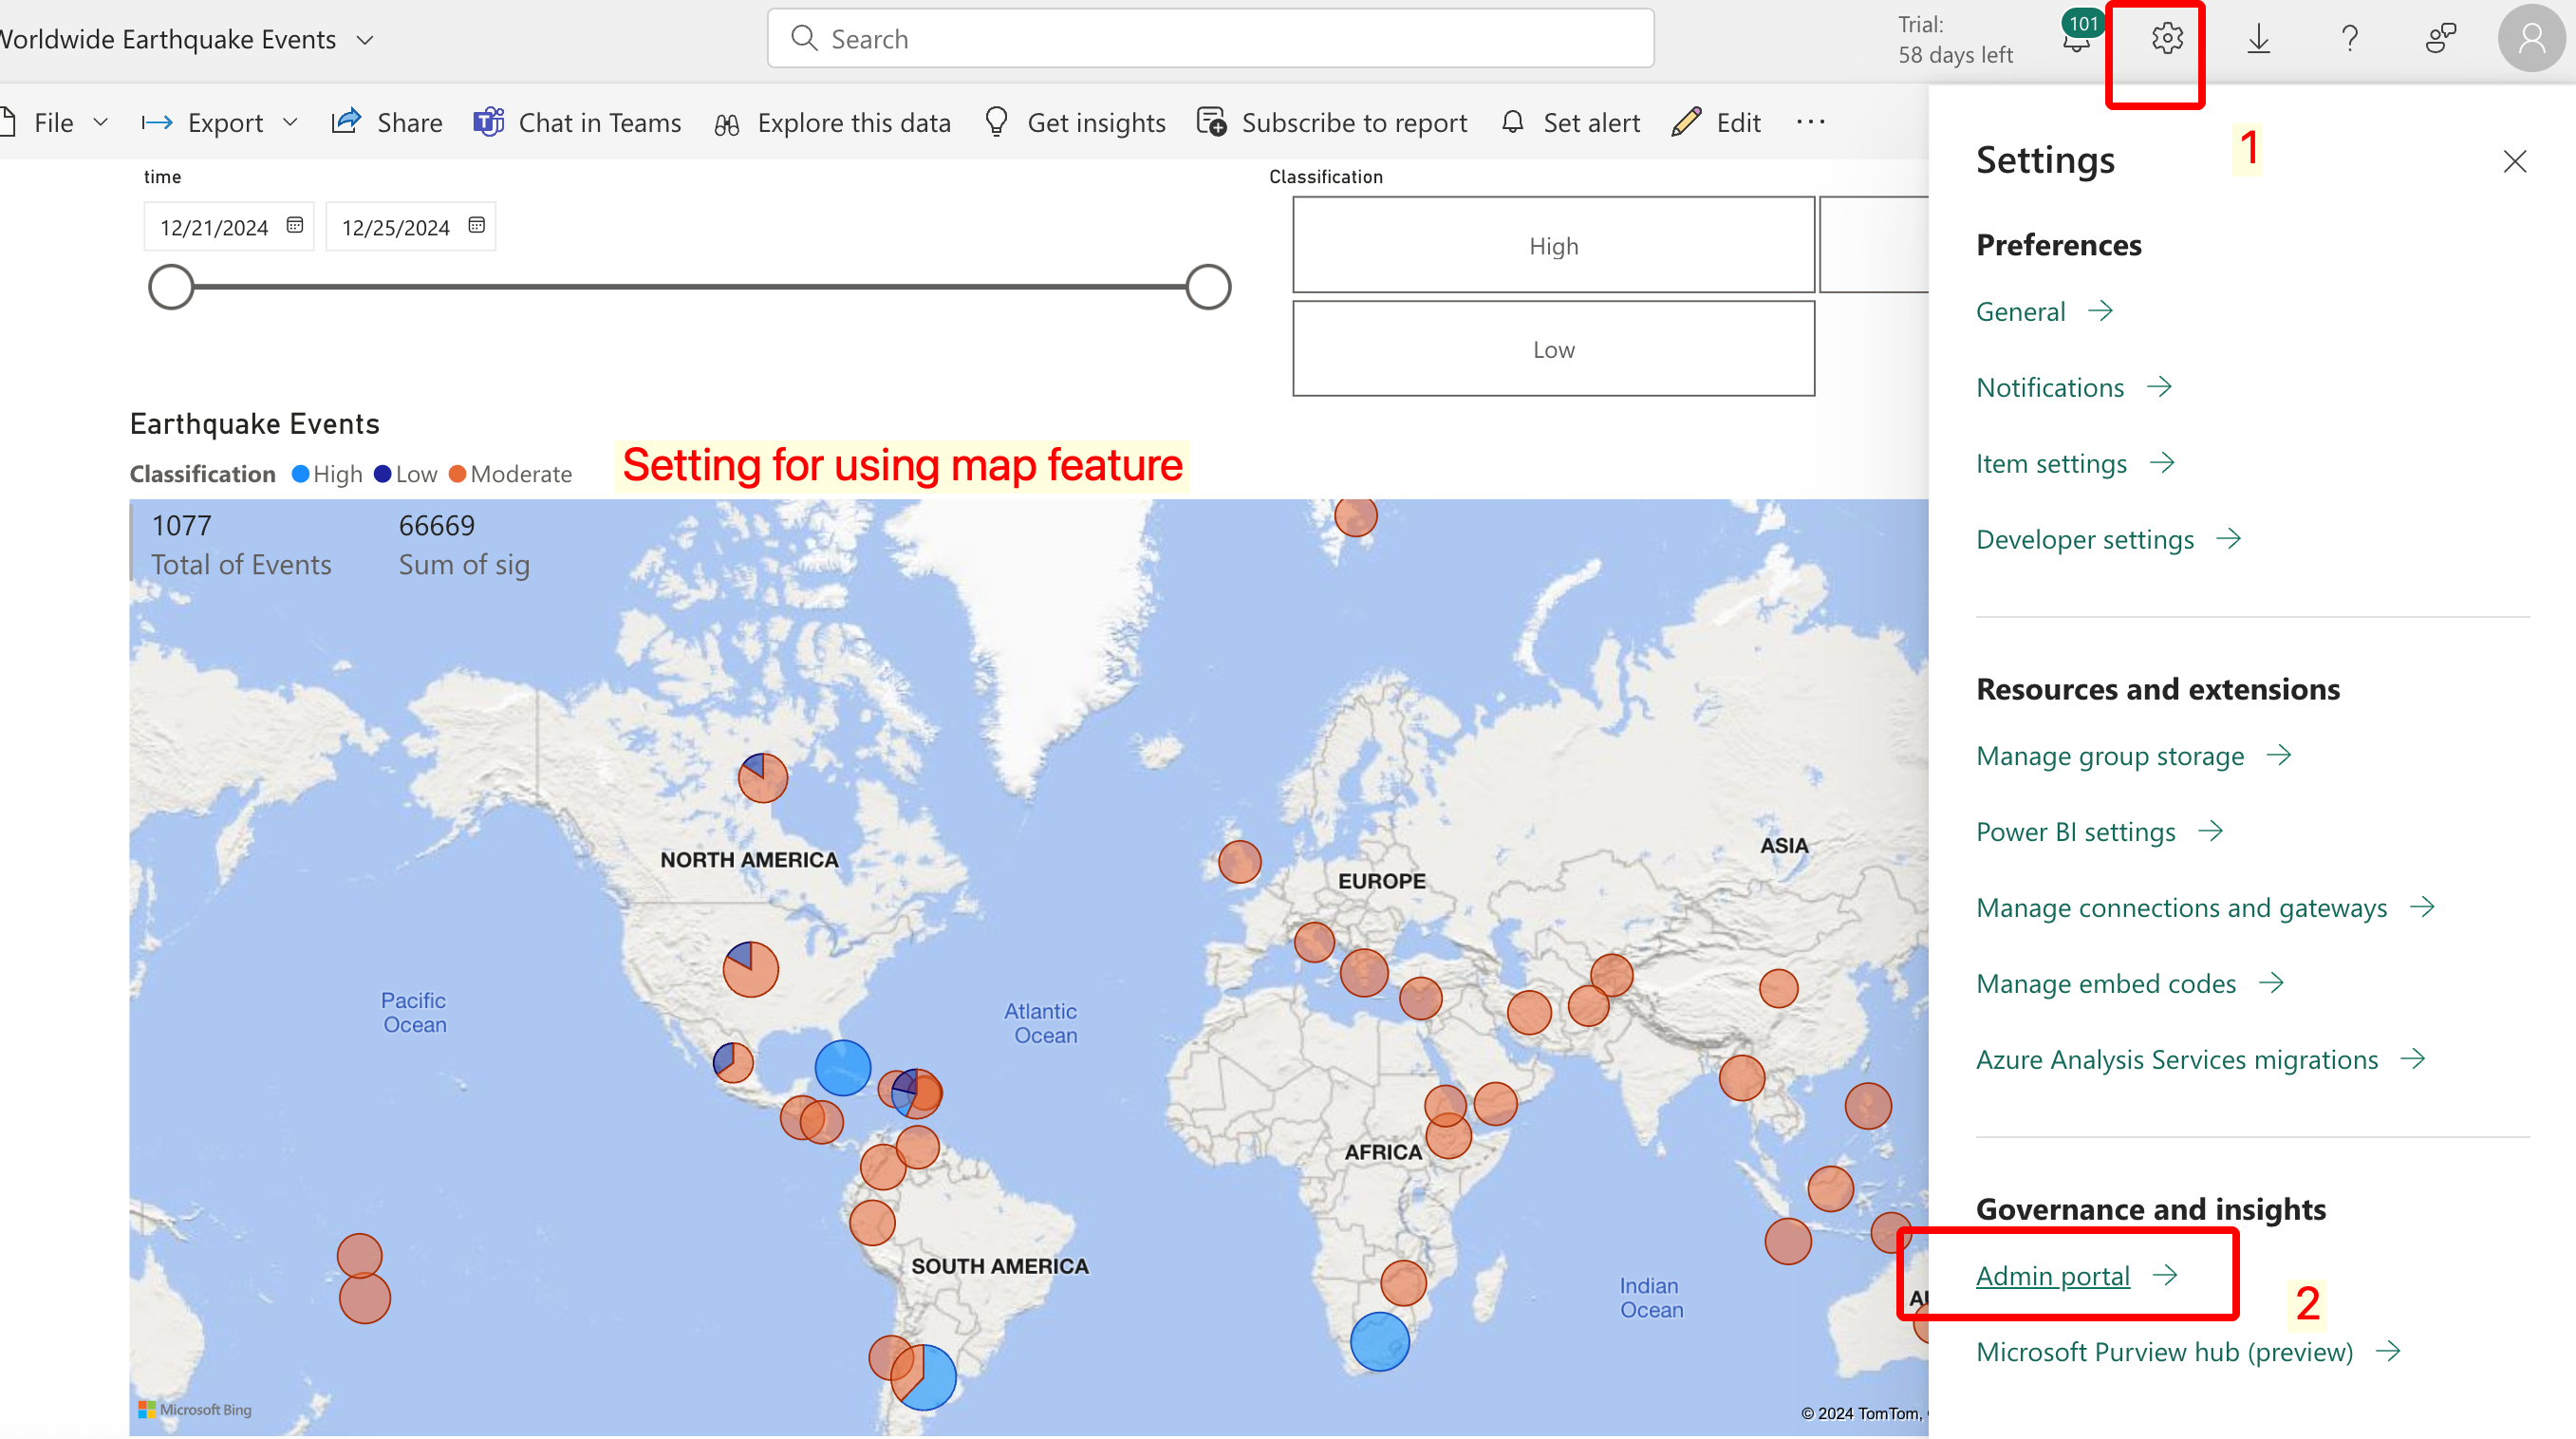 Worldwide Earthquake Events
Search
Trial:
58 days left
101
File
Export
Share
Chat in Teams
Explore this data
Get insights
Subscribe to report
Set alert
Edit
time
12/21/2024
12/25/2024
Classification
High
Low
Earthquake Events
Classification High Low Moderate
Setting for using map feature
1077
Total of Events
66669
Sum of sig
NORTH AMERICA
EUROPE
ASIA
Pacific
Ocean
Atlantic
Ocean
AFRICA
SOUTH AMERICA
Indian
Ocean
Microsoft Bing
© 2024 TomTom,
Settings
1
Preferences
General
Notifications
Item settings
Developer settings
Resources and extensions
Manage group storage
Power BI settings
Manage connections and gateways
Manage embed codes
Azure Analysis Services migrations
Governance and insights
Admin portal
2
Microsoft Purview hub (preview)